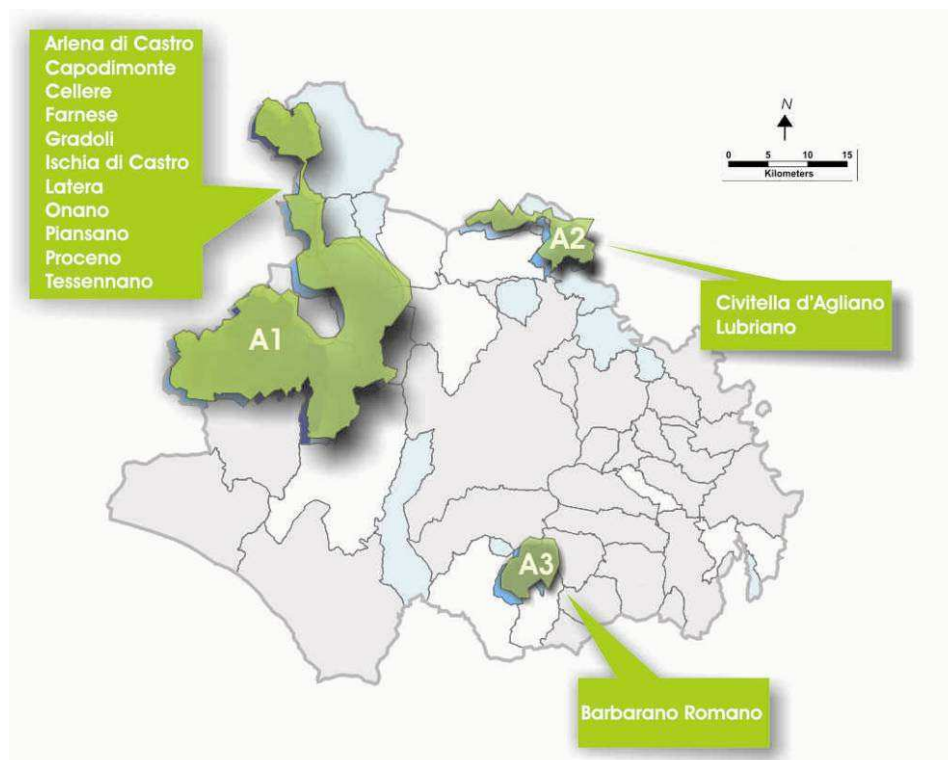 Arlena di Castro
Capodimonte
Cellere
Farnese
Gradoli
Ischia di Castro
Latera
Onano
Piansano
Proceno
Tessennano
N
0 5 10 15
Kilometers
A2
Civitella d'Agliano
Lubriano
A1
A3
Barbarano Romano